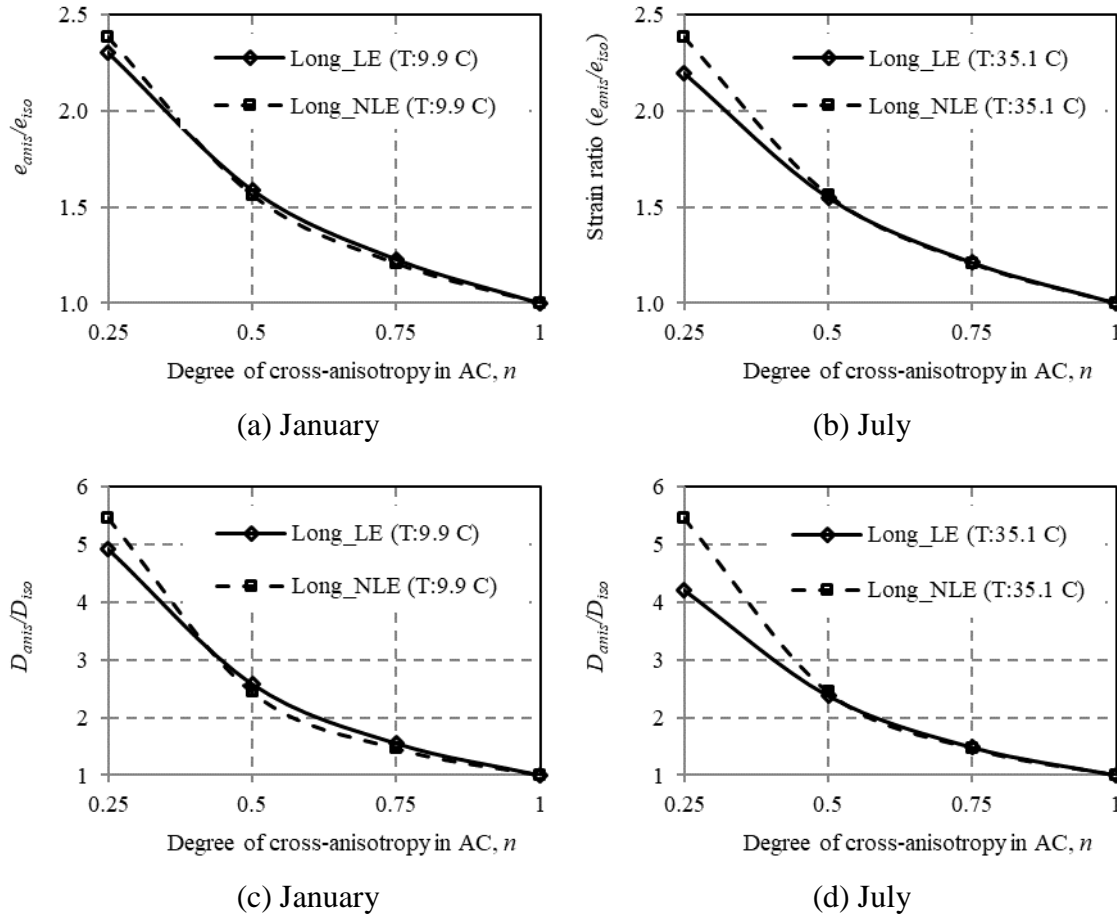 2.5
2.0
1.5
1.0
e_anis/e_iso
Long_LE (T:9.9 C)
Long_NLE (T:9.9 C)
0.25 0.5 0.75 1
Degree of cross-anisotropy in AC, n
(a) January
2.5
2.0
1.5
1.0
Strain ratio (e_anis/e_iso)
Long_LE (T:35.1 C)
Long_NLE (T:35.1 C)
0.25 0.5 0.75 1
Degree of cross-anisotropy in AC, n
(b) July
6
5
4
3
2
1
D_anis/D_iso
Long_LE (T:9.9 C)
Long_NLE (T:9.9 C)
0.25 0.5 0.75 1
Degree of cross-anisotropy in AC, n
(c) January
6
5
4
3
2
1
D_anis/D_iso
Long_LE (T:35.1 C)
Long_NLE (T:35.1 C)
0.25 0.5 0.75 1
Degree of cross-anisotropy in AC, n
(d) July